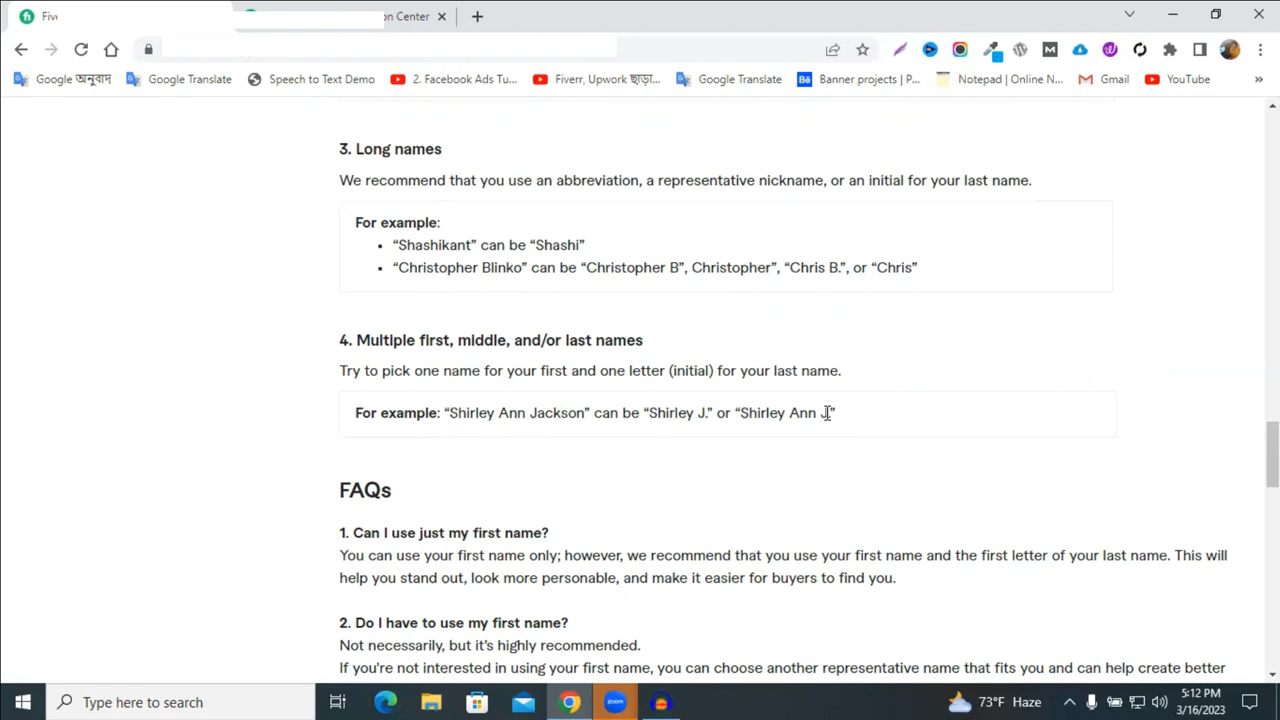 Fiv
on Center
Google অনুবাদ
Google Translate
Speech to Text Demo
2. Facebook Ads Tu...
Fiverr, Upwork ছাড়া...
Google Translate
Banner projects | P...
Notepad | Online N...
Gmail
YouTube
»
3. Long names
We recommend that you use an abbreviation, a representative nickname, or an initial for your last name.
For example:
• “Shashikant” can be “Shashi”
• “Christopher Blinko” can be “Christopher B”, Christopher”, “Chris B.”, or “Chris”
4. Multiple first, middle, and/or last names
Try to pick one name for your first and one letter (initial) for your last name.
For example: “Shirley Ann Jackson” can be “Shirley J.” or “Shirley Ann J.”
FAQs
1. Can I use just my first name?
You can use your first name only; however, we recommend that you use your first name and the first letter of your last name. This will
help you stand out, look more personable, and make it easier for buyers to find you.
2. Do I have to use my first name?
Not necessarily, but it’s highly recommended.
If you're not interested in using your first name, you can choose another representative name that fits you and can help create better
Type here to search
73°F Haze
5:12 PM
3/16/2023